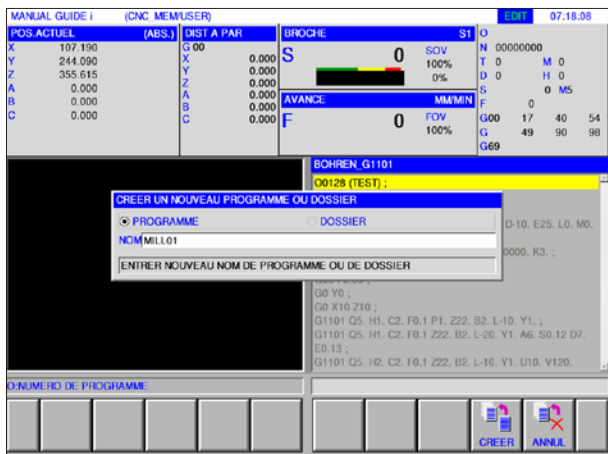 MANUAL GUIDE i (CNC_MEM/USER) EDIT 07:18:08
POS.ACTUEL (ABS.) DIST A PAR BROCHE S1 O
X 107.190 G 00 S 0 SOV N 00000000
Y 244.090 X 0.000 100% T 0 M 0
Z 355.615 Y 0.000 0% D 0 H 0
A 0.000 Z 0.000 S 0 M5
B 0.000 A 0.000 AVANCE MM/MIN F 0
C 0.000 B 0.000 F 0 FOV G00 17 40 54
C 0.000 100% G 49 90 98
G69
BOHREN_G1101
O0128 (TEST) ;
CREER UN NOUVEAU PROGRAMME OU DOSSIER
PROGRAMME DOSSIER
D-10. E25. L0. M0.
NOM MILL01
0000. K3. ;
ENTRER NOUVEAU NOM DE PROGRAMME OU DE DOSSIER
G0 Y0 ;
G0 X10 Z10 ;
G1101 Q5. H1. C2. F0.1 P1. Z22. B2. L-10. Y1. ;
G1101 Q5. H2. C2. F0.1 Z22. B2. L-20. Y1. A6. S0.12 D7.
E0.13 ;
G1101 Q5. H2. C2. F0.1 Z22. B2. L-10. Y1. U10. V120.
O:NUMERO DE PROGRAMME
CREER ANNUL.